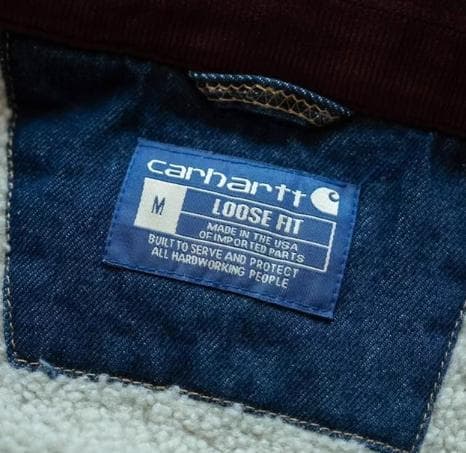 carhartt
M
LOOSE FIT
MADE IN THE USA
OF IMPORTED PARTS
BUILT TO SERVE AND PROTECT
ALL HARDWORKING PEOPLE